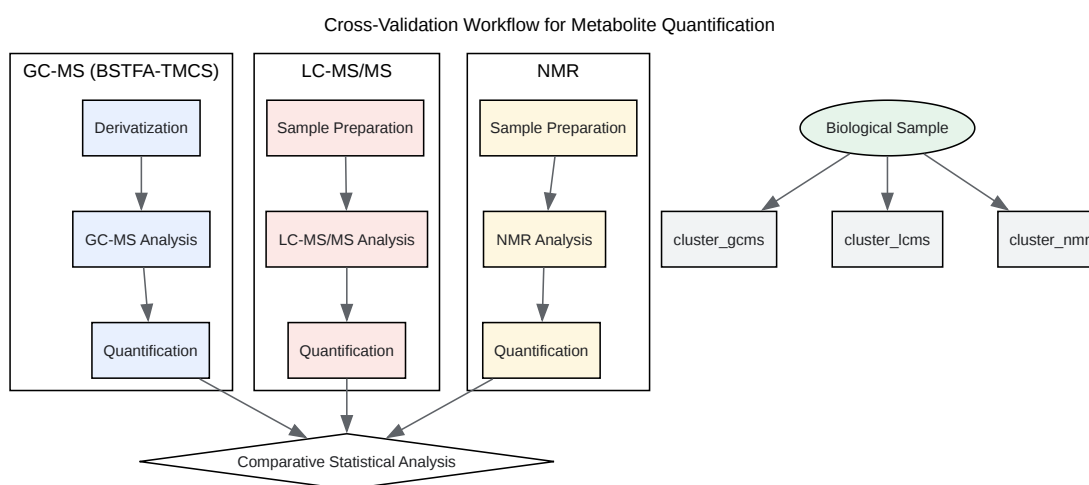 Cross-Validation Workflow for Metabolite Quantification
GC-MS (BSTFA-TMCS)
Derivatization
GC-MS Analysis
Quantification
LC-MS/MS
Sample Preparation
LC-MS/MS Analysis
Quantification
NMR
Sample Preparation
NMR Analysis
Quantification
Comparative Statistical Analysis
Biological Sample
cluster_gcms
cluster_lcms
cluster_nmr